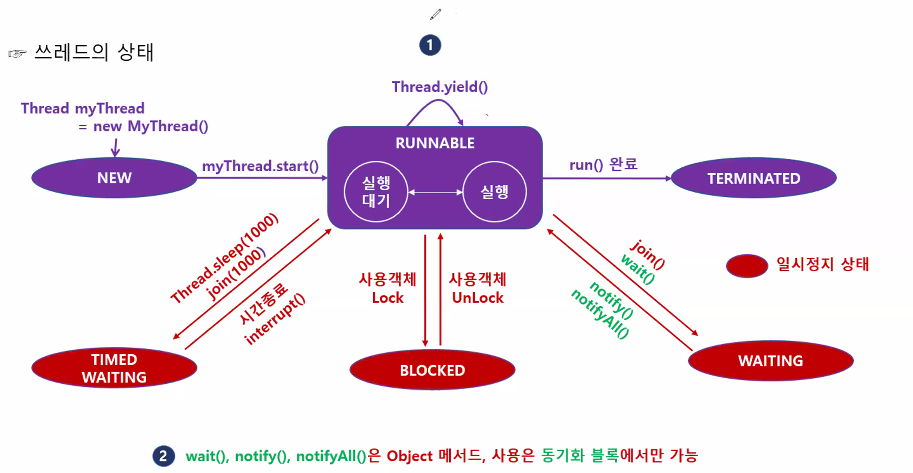 1
☞ 쓰레드의 상태
Thread.yield()
Thread myThread
= new MyThread()
RUNNABLE
NEW
myThread.start()
실행
대기
실행
run() 완료
TERMINATED
Thread.sleep(1000)
join(1000)
시간종료
interrupt()
사용객체
Lock
사용객체
UnLock
join()
wait()
notify()
notifyAll()
일시정지 상태
TIMED
WAITING
BLOCKED
WAITING
2 wait(), notify(), notifyAll()은 Object 메서드, 사용은 동기화 블록에서만 가능